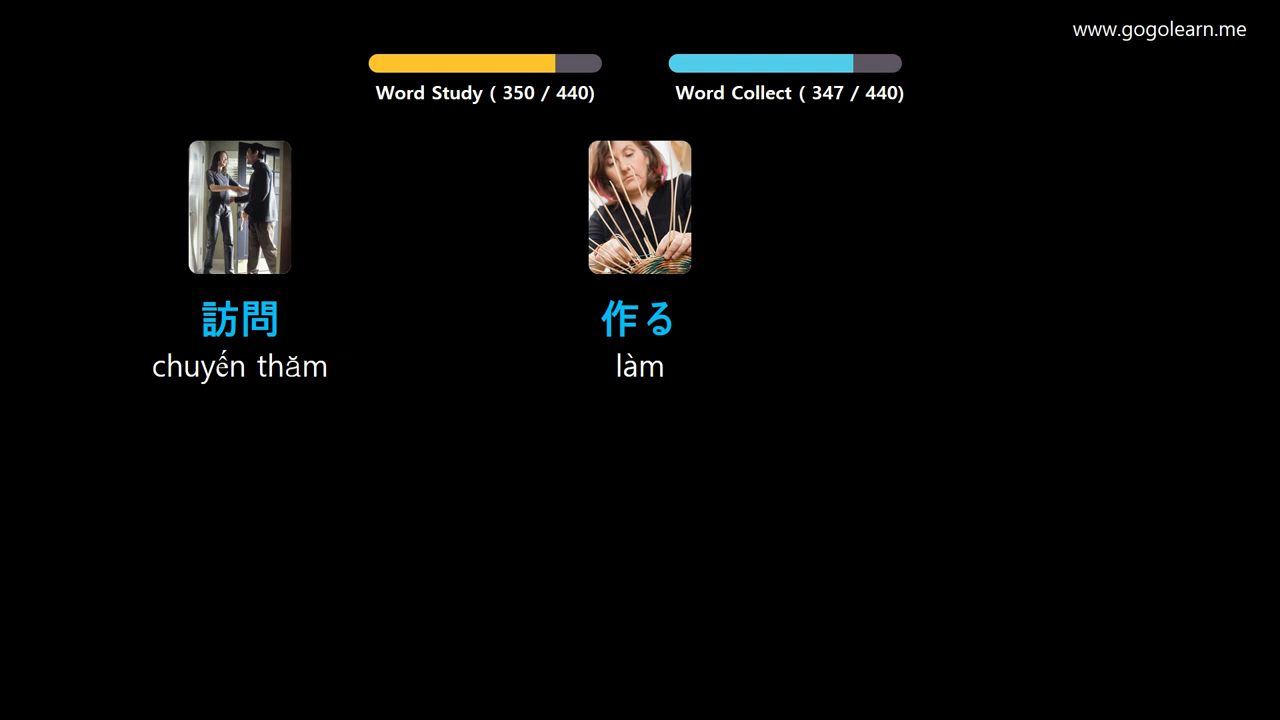 www.gogolearn.me
Word Study ( 350 / 440)
Word Collect ( 347 / 440)
訪問
chuyến thăm
作る
làm